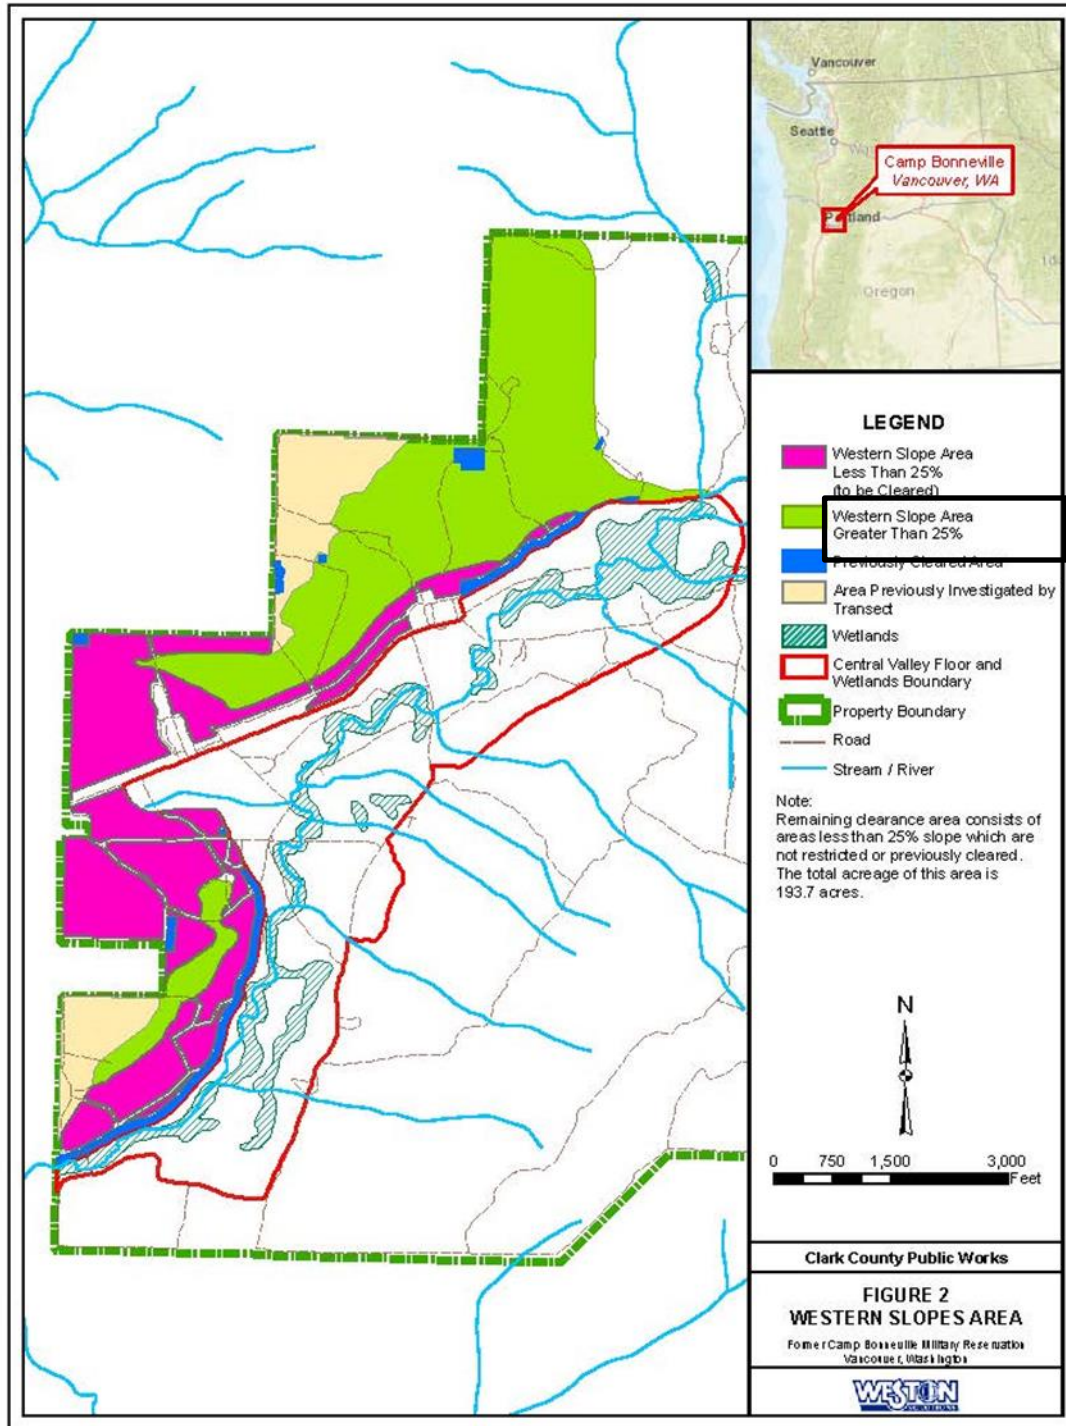 Vancouver
Seattle
Camp Bonneville
Vancouver, WA
Portland
Oregon
LEGEND
Western Slope Area
Less Than 25%
(to be Cleared)
Western Slope Area
Greater Than 25%
Previously Cleared Area
Area Previously Investigated by
Transect
Wetlands
Central Valley Floor and
Wetlands Boundary
Property Boundary
Road
Stream / River
Note:
Remaining clearance area consists of
areas less than 25% slope which are
not restricted or previously cleared.
The total acreage of this area is
193.7 acres.
N
0 750 1,500 3,000
Feet
Clark County Public Works
FIGURE 2
WESTERN SLOPES AREA
Former Camp Bonneville Military Reservation
Vancouver, Washington
WESTON